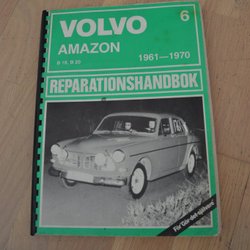 VOLVO
6
AMAZON
B 18, B 20
1961—1970
REPARATIONSHANDBOK
För Gör-det-självare